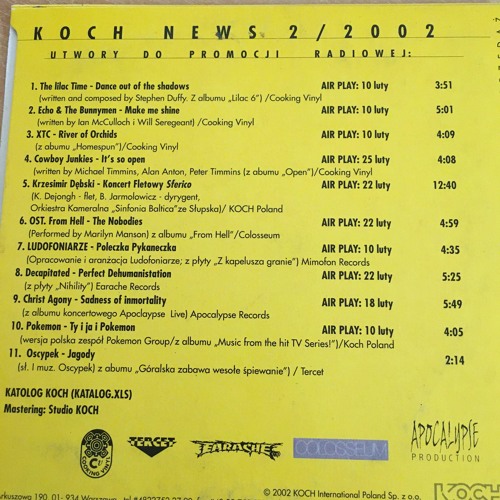 KOCH NEWS 2/2002
UTWORY DO PROMOCJI RADIOWEJ:
1. The lilac Time - Dance out of the shadows AIR PLAY: 10 luty 3:51
(written and composed by Stephen Duffy. Z albumu „Lilac 6") /Cooking Vinyl
2. Echo & The Bunnymen - Make me shine AIR PLAY: 10 luty 5:01
(written by Ian McCulloch i Will Seregeant) /Cooking Vinyl
3. XTC - River of Orchids AIR PLAY: 10 luty 4:09
(z albumu „Homespun")/Cooking Vinyl
4. Cowboy Junkies - It's so open AIR PLAY: 25 luty 4:08
(written by Michael Timmins, Alan Anton, Peter Timmins (z albumu „Open")/Cooking Vinyl
5. Krzesimir Dębski - Koncert Fletowy Sferico AIR PLAY: 22 luty 12:40
(K. Dejongh - flet, B. Jarmolowicz - dyrygent,
Orkiestra Kameralna „Sinfonia Baltica"ze Słupska)/ KOCH Poland
6. OST. From Hell - The Nobodies AIR PLAY: 22 luty 4:59
(Performed by Marilyn Manson) z albumu „From Hell"/Colosseum
7. LUDOFONIARZE - Poleczka Pykaneczka AIR PLAY: 10 luty 4:35
(Opracowanie i aranżacja Ludofoniarze; z płyty „Z kapelusza granie") Mimofon Records
8. Decapitated - Perfect Dehumanistation AIR PLAY: 22 luty 5:25
(z płyty „Nihility") Earache Records
9. Christ Agony - Sadness of inmortality AIR PLAY: 18 luty 5:49
(z albumu koncertowego Apoclaypse Live) Apocalypse Records
10. Pokemon - Ty i ja i Pokemon AIR PLAY: 10 luty 4:05
(wersja polska zespół Pokemon Group/z albumu „Music from the hit TV Series!")/Koch Poland
11. Oscypek - Jagody 2:14
(sł. I muz. Oscypek) z abumu „Góralska zabawa wesołe śpiewanie") / Tercet
KATOLOG KOCH (KATALOG.XLS)
Mastering: Studio KOCH
COOKING VINYL
TERCET
EARACHE
COLOSSEUM
APOCALYPSE
PRODUCTION
190, 01-934 Warszawa
© 2002 KOCH International Poland Sp. z o.o.
KOCH